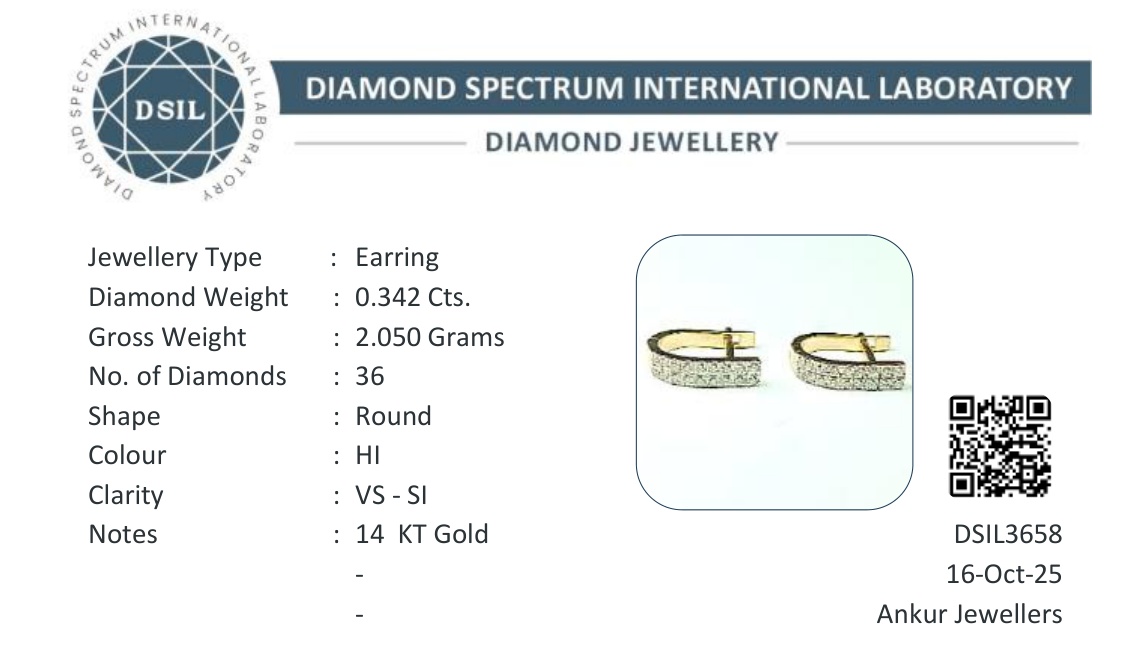 DIAMOND SPECTRUM INTERNATIONAL LABORATORY
DSIL
DIAMOND SPECTRUM INTERNATIONAL LABORATORY
DIAMOND JEWELLERY
Jewellery Type : Earring
Diamond Weight : 0.342 Cts.
Gross Weight : 2.050 Grams
No. of Diamonds : 36
Shape : Round
Colour : HI
Clarity : VS - SI
Notes : 14 KT Gold
-
-
DSIL3658
16-Oct-25
Ankur Jewellers